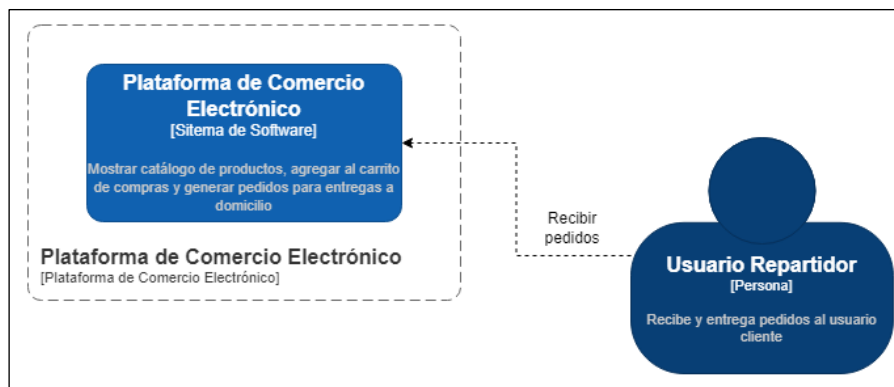 Plataforma de Comercio
Electrónico
[Sitema de Software]
Mostrar catálogo de productos, agregar al carrito
de compras y generar pedidos para entregas a
domicilio
Plataforma de Comercio Electrónico
[Plataforma de Comercio Electrónico]
Recibir
pedidos
Usuario Repartidor
[Persona]
Recibe y entrega pedidos al usuario
cliente